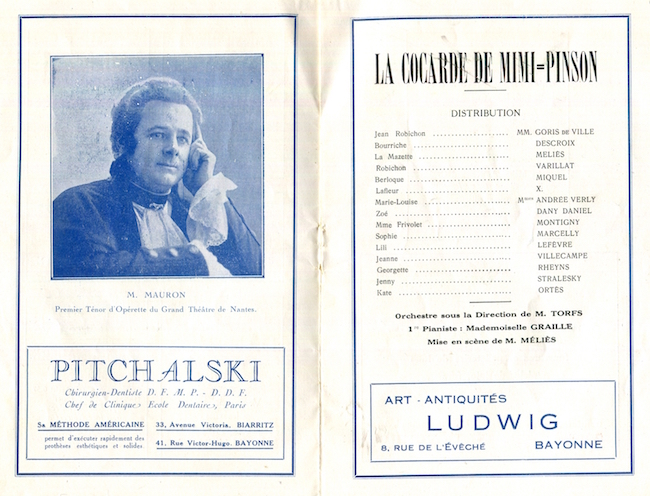 M. MAURON
Premier Ténor d'Opérette du Grand Théâtre de Nantes.
PITCHALSKI
Chirurgien-Dentiste D. F. M. P. - D. D. F.
Chef de Clinique, Ecole Dentaire, Paris
Sa MÉTHODE AMÉRICAINE
permet d'exécuter rapidement des
prothèses esthétiques et solides.
33, Avenue Victoria, BIARRITZ
41, Rue Victor-Hugo, BAYONNE
LA COCARDE DE MIMI=PINSON
DISTRIBUTION
Jean Robichon ........................ MM. GORIS DE VILLE
Bourriche ........................ DESCROIX
La Mazette ........................ MELIÈS
Robichon ........................ VARILLAT
Berloque ........................ MIQUEL
Lafleur ........................ X.
Marie-Louise ........................ Mmes ANDRÉE VERLY
Zoé ........................ DANY DANIEL
Mme Frivolet ........................ MONTIGNY
Sophie ........................ MARCELLY
Lili ........................ LEFÈVRE
Jeanne ........................ VILLECAMPE
Georgette ........................ RHEYNS
Jenny ........................ STRALESKY
Kate ........................ ORTÈS
Orchestre sous la Direction de M. TORFS
1er Pianiste : Mademoiselle GRAILLE
Mise en scène de M. MÉLIÈS
ART - ANTIQUITÉS
LUDWIG
8, RUE DE L'ÉVÊCHÉ BAYONNE